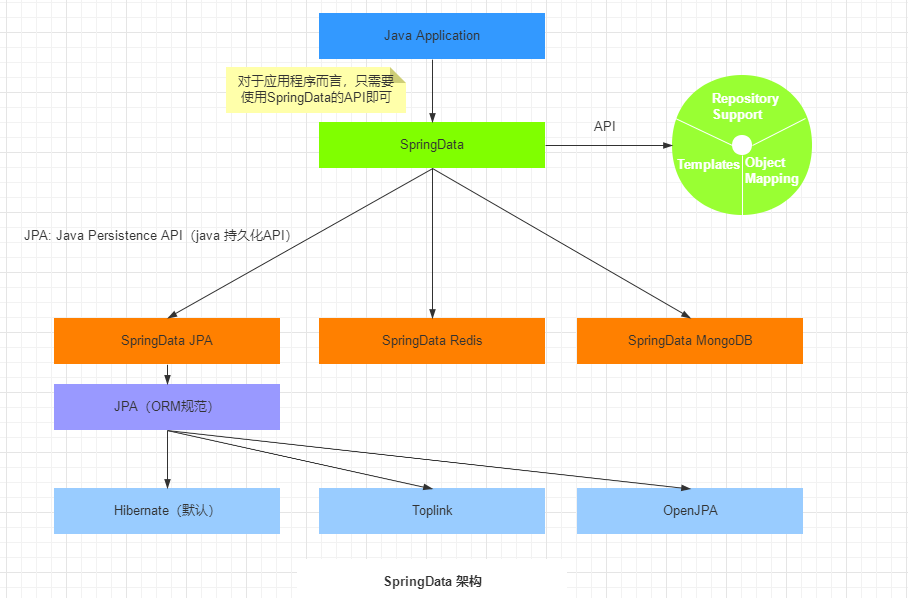 Java Application
对于应用程序而言，只需要
使用SpringData的API即可
SpringData
API
Repository
Support
Templates
Object
Mapping
JPA: Java Persistence API（java 持久化API）
SpringData JPA
SpringData Redis
SpringData MongoDB
JPA（ORM规范）
Hibernate（默认）
Toplink
OpenJPA
SpringData 架构